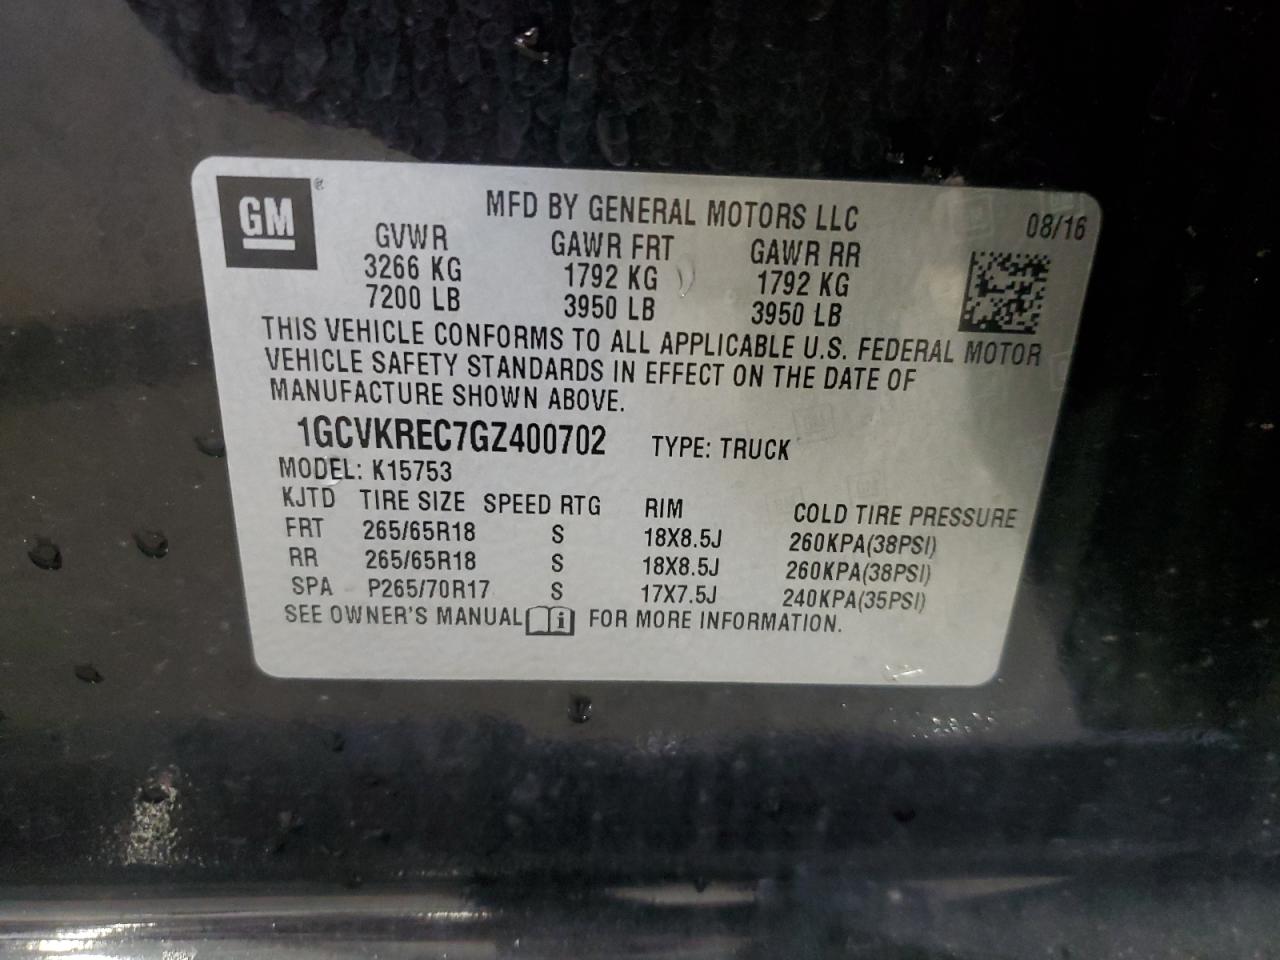 GM®
MFD BY GENERAL MOTORS LLC 08/16
GVWR GAWR FRT GAWR RR
3266 KG 1792 KG 1792 KG
7200 LB 3950 LB 3950 LB
THIS VEHICLE CONFORMS TO ALL APPLICABLE U.S. FEDERAL MOTOR
VEHICLE SAFETY STANDARDS IN EFFECT ON THE DATE OF
MANUFACTURE SHOWN ABOVE.
1GCVKREC7GZ400702 TYPE: TRUCK
MODEL: K15753
KJTD TIRE SIZE SPEED RTG RIM COLD TIRE PRESSURE
FRT 265/65R18 S 18X8.5J 260KPA(38PSI)
RR 265/65R18 S 18X8.5J 260KPA(38PSI)
SPA P265/70R17 S 17X7.5J 240KPA(35PSI)
SEE OWNER'S MANUAL i FOR MORE INFORMATION.